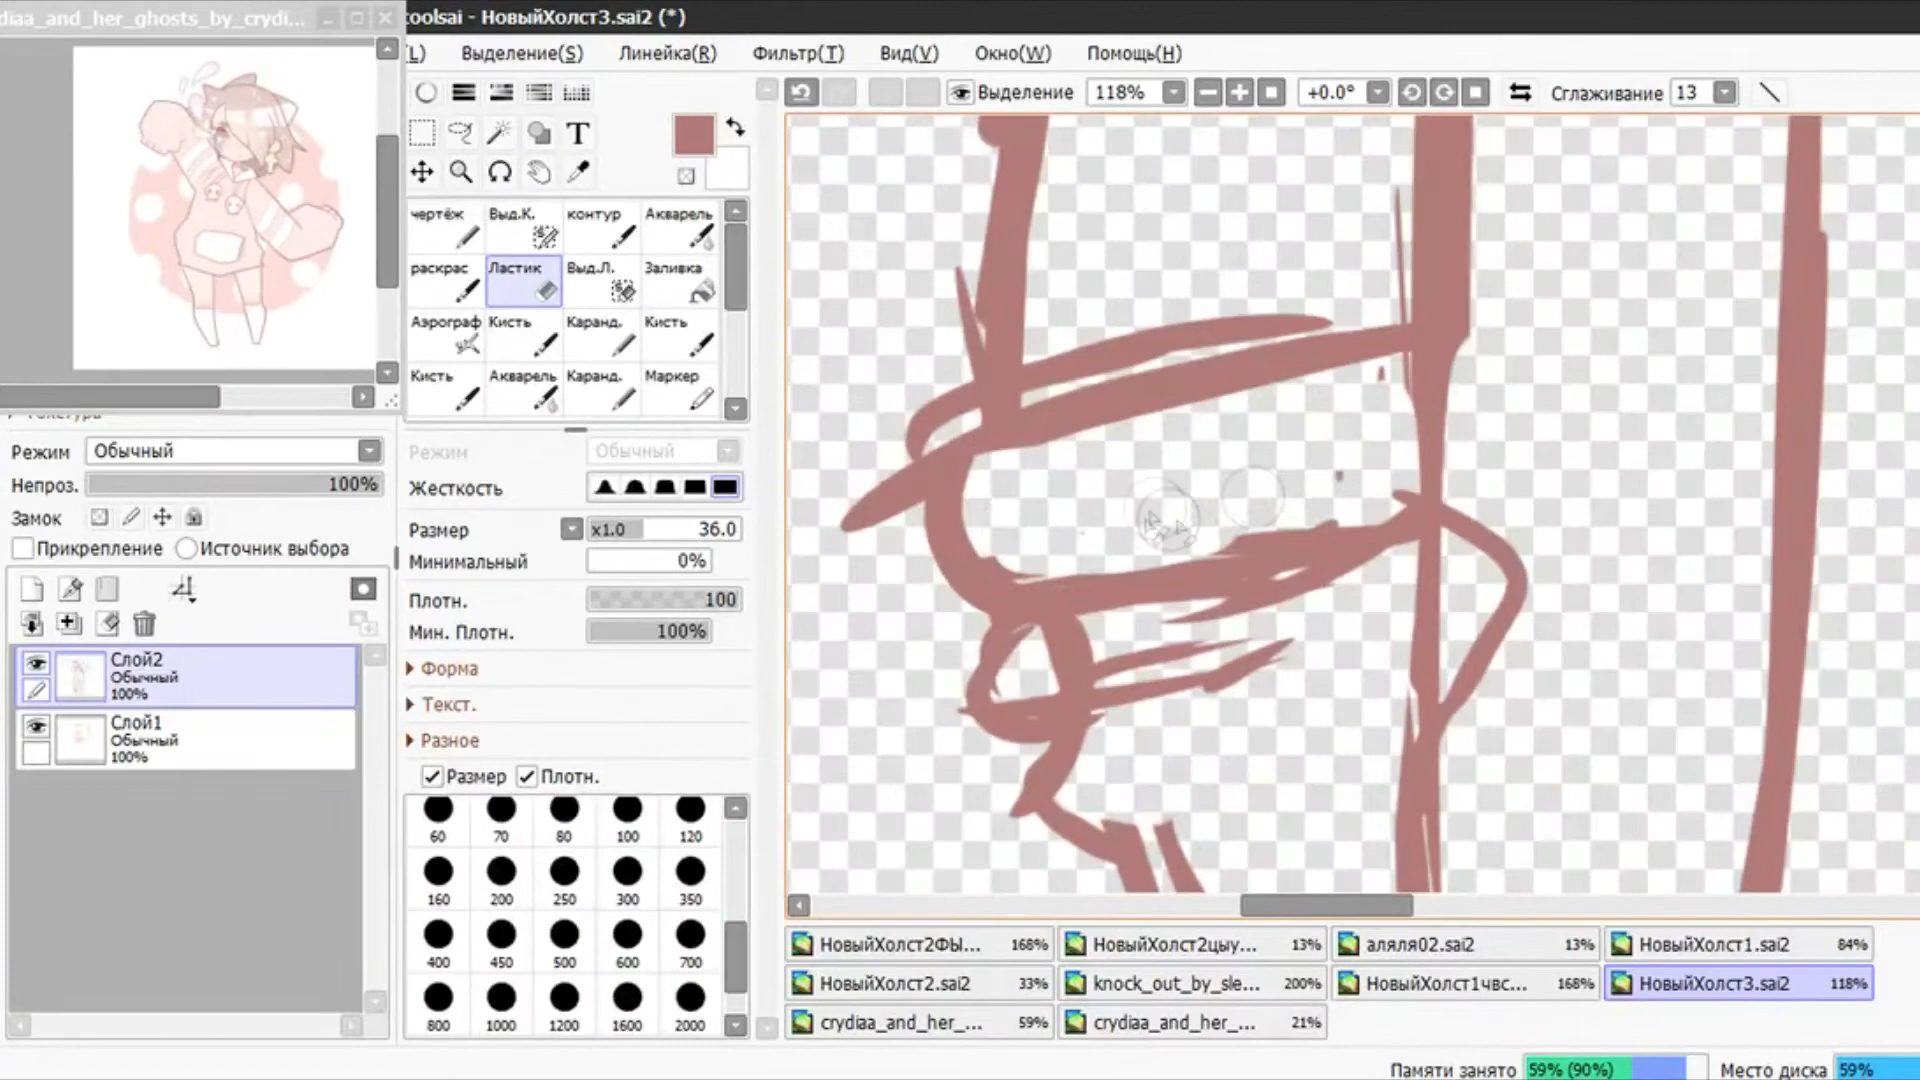 diaa_and_her_ghosts_by_crydi...
toolsai - НовыйХолст3.sai2 (*)
(L) Выделение(S) Линейка(R) Фильтр(T) Вид(V) Окно(W) Помощь(H)
Выделение 118% +0.0° Сглаживание 13
T
чертёж Выд.К. контур Акварель
раскрас Ластик Выд.Л. Заливка
Аэрограф Кисть Каранд. Кисть
Кисть Акварель Каранд. Маркер
Текстура
Режим Обычный
Непроз. 100%
Замок
Прикрепление Источник выбора
Слой2
Обычный
100%
Слой1
Обычный
100%
Режим Обычный
Жесткость
Размер x1.0 36.0
Минимальный 0%
Плотн. 100
Мин. Плотн. 100%
Форма
Текст.
Разное
Размер Плотн.
60 70 80 100 120
160 200 250 300 350
400 450 500 600 700
800 1000 1200 1600 2000
НовыйХолст2ФЫ... 168% НовыйХолст2цыу... 13% аляля02.sai2 13% НовыйХолст1.sai2 84%
НовыйХолст2.sai2 33% knock_out_by_sle... 200% НовыйХолст1чвс... 168% НовыйХолст3.sai2 118%
crydiaa_and_her_... 59% crydiaa_and_her_... 21%
Памяти занято 59% (90%) Место диска 59%